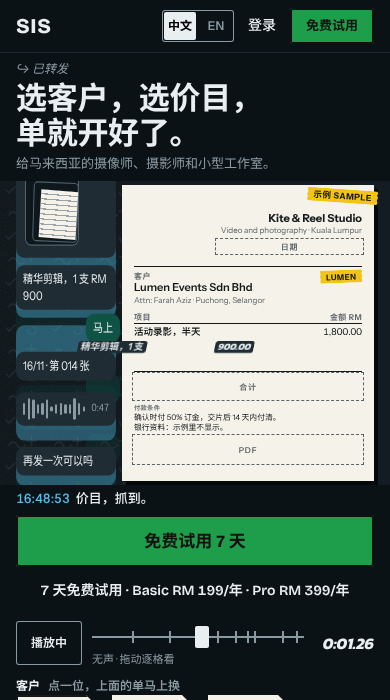 SIS
中文
EN
登录
免费试用
↪ 已转发
选客户，选价目，
单就开好了。
给马来西亚的摄像师、摄影师和小型工作室。
示例 SAMPLE
Kite & Reel Studio
Video and photography · Kuala Lumpur
日期
精华剪辑，1 支 RM
900
客户
LUMEN
Lumen Events Sdn Bhd
Attn: Farah Aziz · Puchong, Selangor
项目
金额 RM
马上
活动录影，半天
1,800.00
精华剪辑，1 支
900.00
16/11 · 第 014 张
合计
0:47
付款条件
确认时付 50% 订金，交片后 14 天内付清。
银行资料：示例里不显示。
PDF
再发一次可以吗
16:48:53 价目，抓到。
免费试用 7 天
7 天免费试用 · Basic RM 199/年 · Pro RM 399/年
播放中
0:01.26
无声 · 拖动逐格看
客户 点一位，上面的单马上换